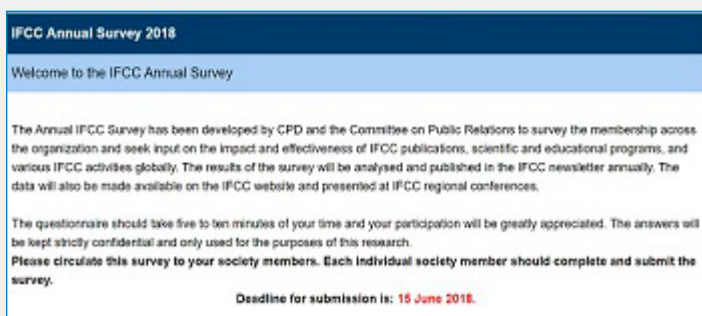 IFCC Annual Survey 2018
Welcome to the IFCC Annual Survey
The Annual IFCC Survey has been developed by CPD and the Committee on Public Relations to survey the membership across
the organization and seek input on the impact and effectiveness of IFCC publications, scientific and educational programs, and
various IFCC activities globally. The results of the survey will be analysed and published in the IFCC newsletter annually. The
data will also be made available on the IFCC website and presented at IFCC regional conferences.
The questionnaire should take five to ten minutes of your time and your participation will be greatly appreciated. The answers will
be kept strictly confidential and only used for the purposes of this research.
Please circulate this survey to your society members. Each individual society member should complete and submit the
survey.
Deadline for submission is: 15 June 2018.